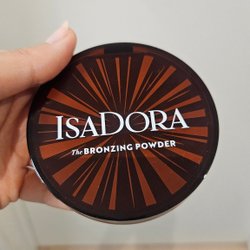 IsaDora
The BRONZING POWDER